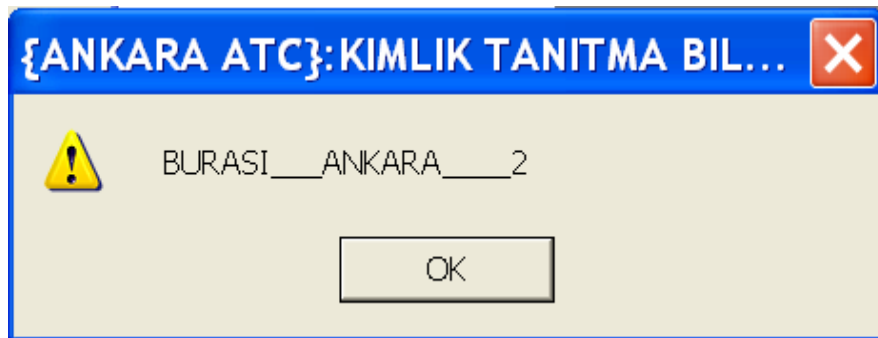 {ANKARA ATC}:KIMLIK TANITMA BIL...
BURASI___ANKARA____2
OK